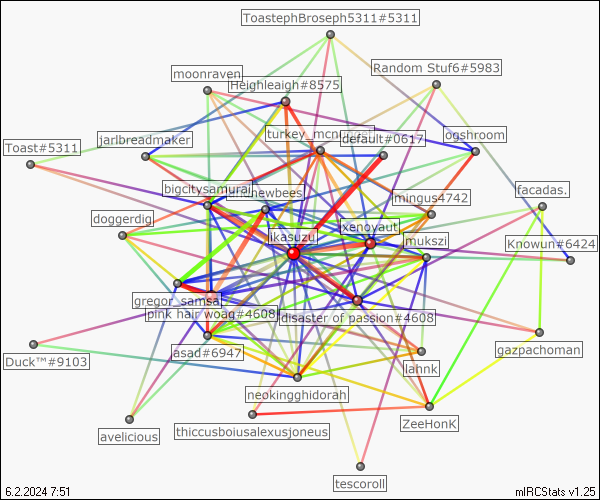 ToastephBroseph5311#5311
Random Stuf6#5983
moonraven
Heighleaigh#8575
turkey_mcn
default#0617
ogshroom
jarlbreadmaker
Toast#5311
bigcitysamurai
mingus4742
facadas.
doggerdig
xenovaut
ikasuzu
mukszi
Knowun#6424
gregor_samsa
pink hair woag#4608
disaster of passion#4608
asad#6947
gazpachoman
Duck™#9103
lahnk
neøkingghidorah
ZeeHonK
thiccusboiusalexusjoneus
avelicious
tescoroll
6.2.2024 7:51
mIRCStats v1.25